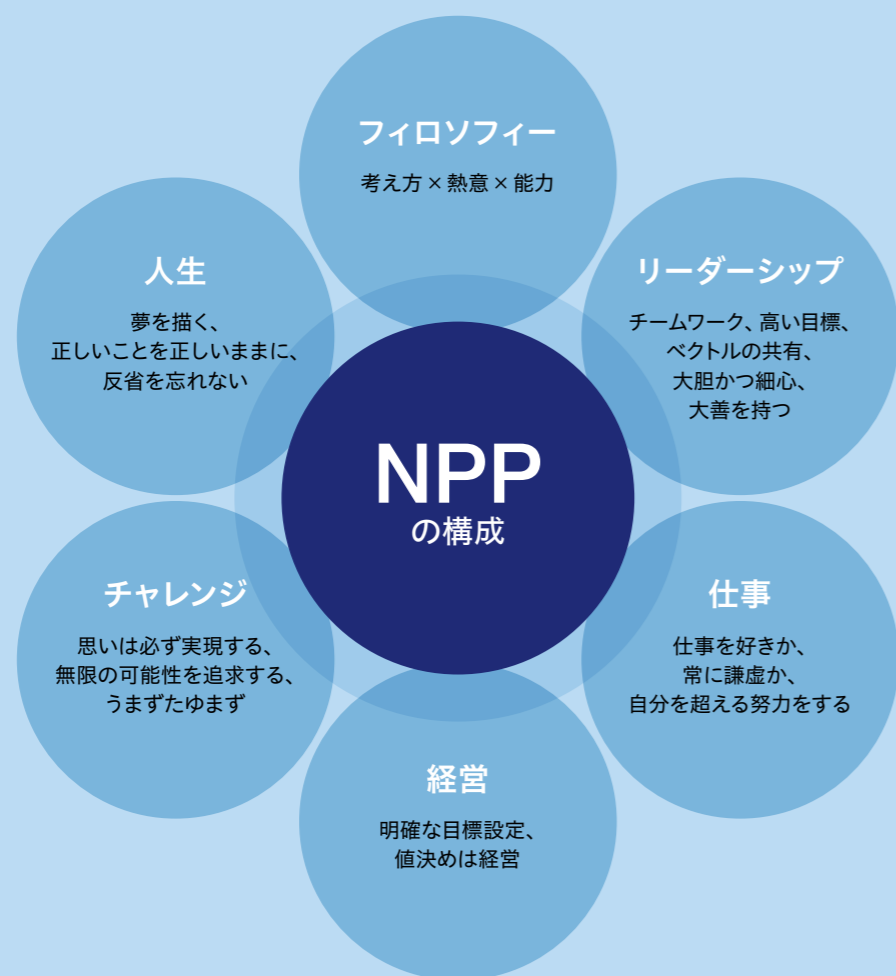 フィロソフィー
考え方×熱意×能力
人生
夢を描く、
正しいことを正しいままに、
反省を忘れない
リーダーシップ
チームワーク、高い目標、
ベクトルの共有、
大胆かつ細心、
大善を持つ
NPP
の構成
チャレンジ
思いは必ず実現する、
無限の可能性を追求する、
うまずたゆまず
仕事
仕事を好きか、
常に謙虚か、
自分を超える努力をする
経営
明確な目標設定、
値決めは経営